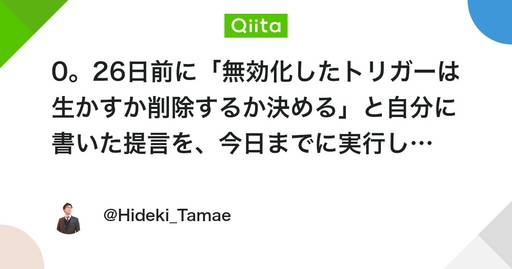 Qiita
0。26日前に「無効化したトリガーは
生かすか削除するか決める」と自分に
書いた提言を、今日までに実行し…
@Hideki_Tamae